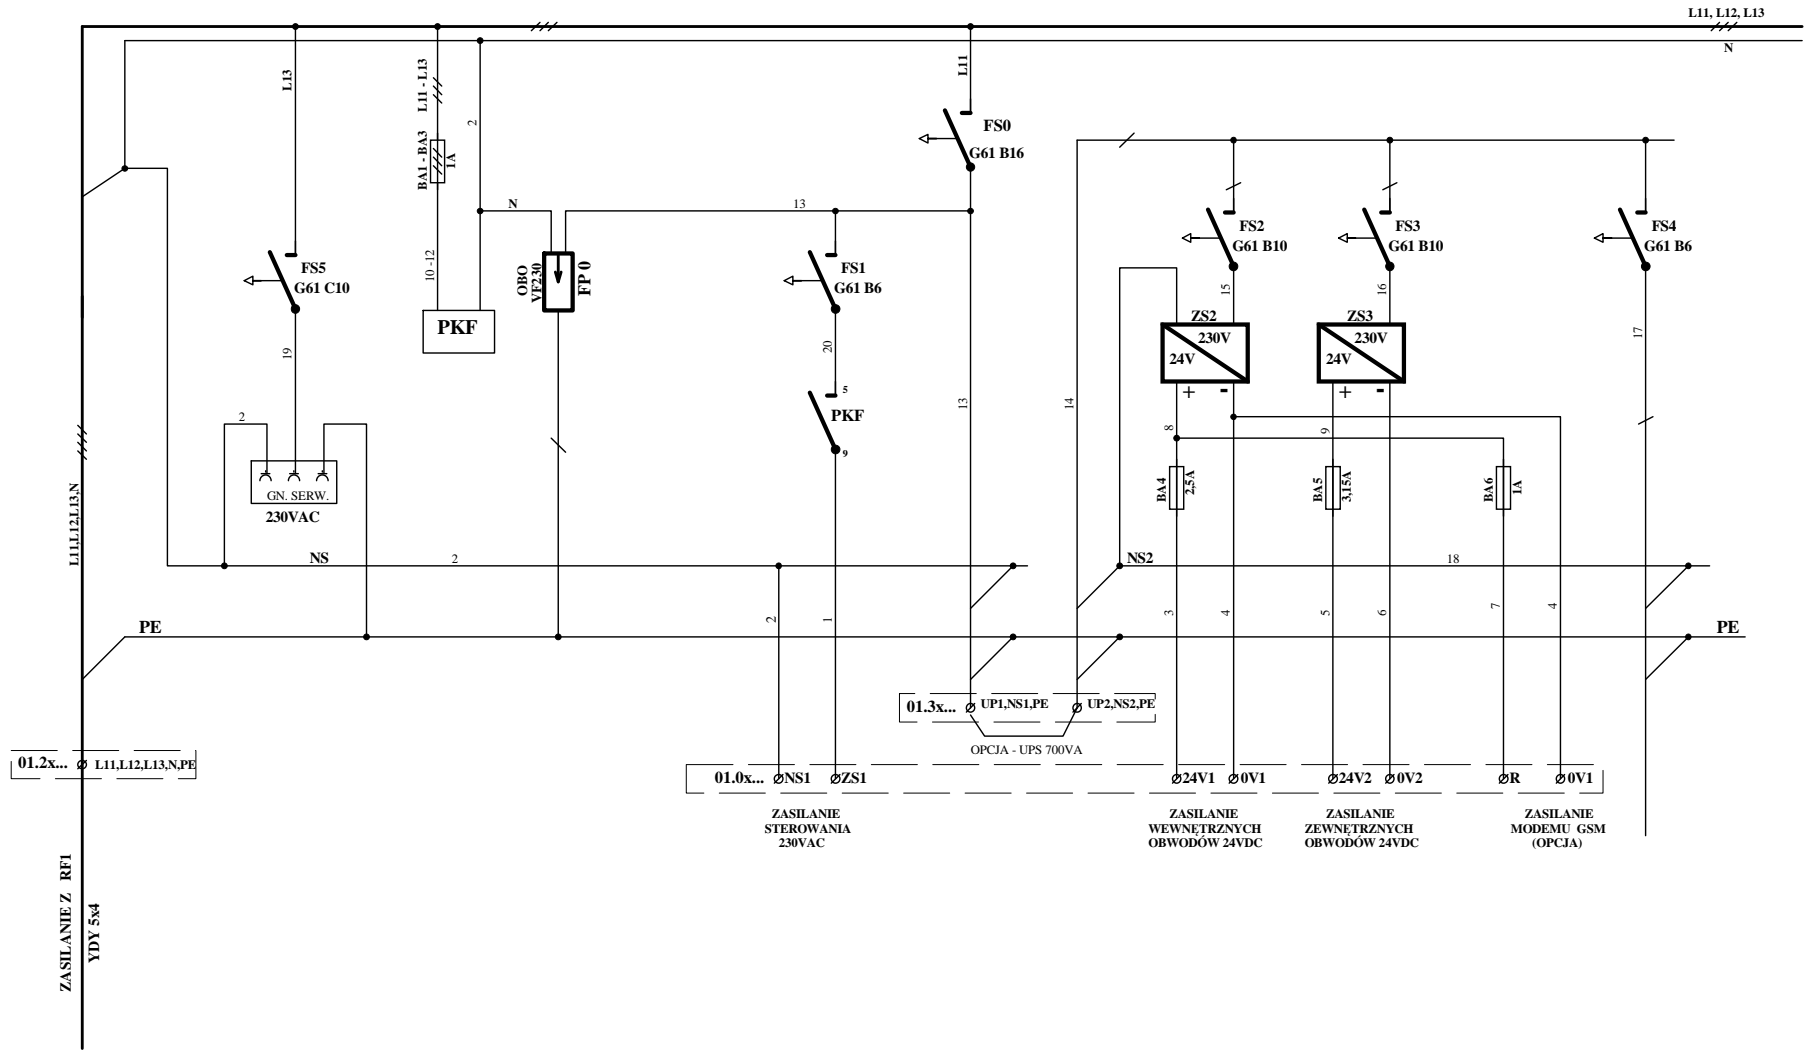 L11, L12, L13
N
L13
L11 - L13
2
L11
BA1 - BA3
1A
FS0
G61 B16
N
13
FS5
G61 C10
10 -12
OBO
VF230
FP 0
FS1
G61 B6
FS2
G61 B10
FS3
G61 B10
FS4
G61 B6
15
16
17
PKF
19
20
ZS2
230V
24V
+ -
ZS3
230V
24V
+ -
5
PKF
9
13
14
2
8
9
GN. SERW.
230VAC
BA4
2,5A
BA5
3,15A
BA6
1A
L11,L12,L13,N
NS
2
NS2
18
2
1
3
4
5
6
7
4
PE
PE
01.3x...
UP1,NS1,PE
UP2,NS2,PE
OPCJA - UPS 700VA
01.2x...
L11,L12,L13,N,PE
01.0x...
NS1
ZS1
24V1
0V1
24V2
0V2
R
0V1
ZASILANIE
STEROWANIA
230VAC
ZASILANIE
WEWNĘTRZNYCH
OBWODÓW 24VDC
ZASILANIE
ZEWNĘTRZNYCH
OBWODÓW 24VDC
ZASILANIE
MODEMU GSM
(OPCJA)
ZASILANIE Z RF1
YDY 5x4